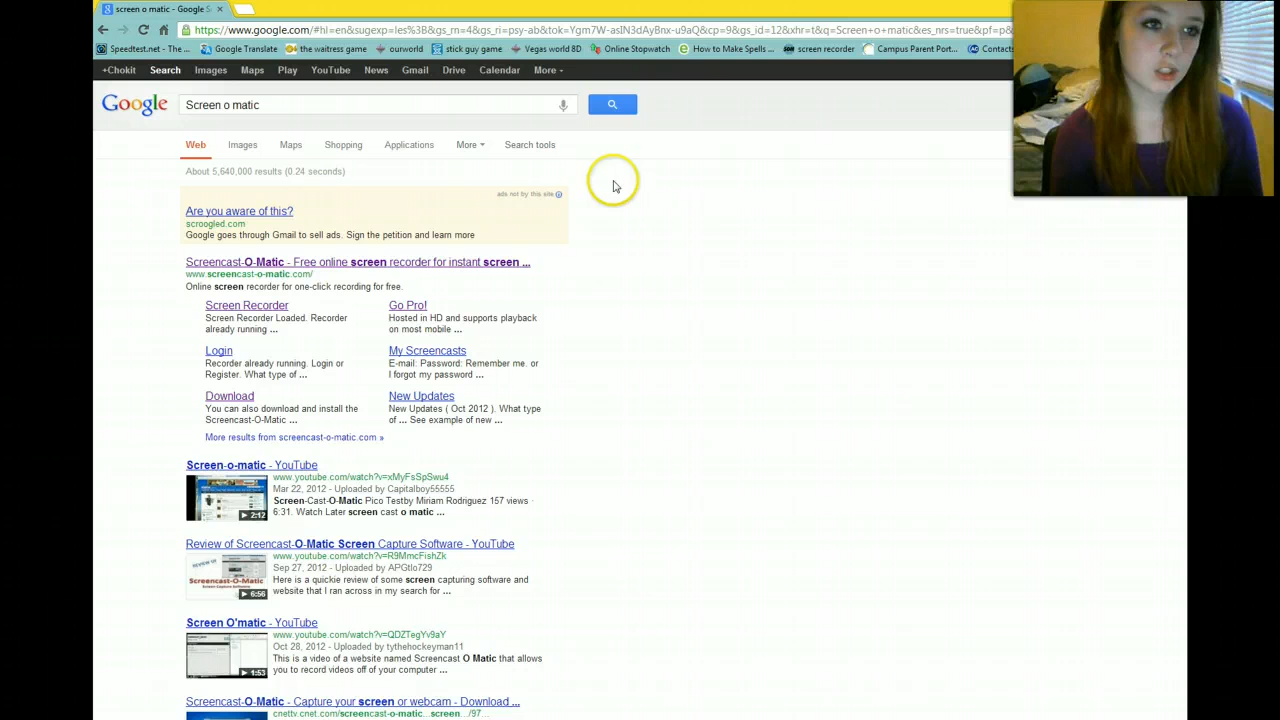 screen o matic - Google S
https://www.google.com/#hl=en&sugexp=les%3B&gs_rn=4&gs_ri=psy-ab&tok=Ygm7W-asIN3dAyBnx-u9aQ&cp=9&gs_id=12&xhr=t&q=Screen+o+matic&es_nrs=true&pf=p&
Speedtest.net - The ... Google Translate the waitress game ourworld stick guy game Vegas world 8D Online Stopwatch How to Make Spells ... screen recorder Campus Parent Port... Contacts
+Chokit Search Images Maps Play YouTube News Gmail Drive Calendar More
Google Screen o matic
Web Images Maps Shopping Applications More Search tools
About 5,640,000 results (0.24 seconds)
ads not by this site
Are you aware of this?
scroogled.com
Google goes through Gmail to sell ads. Sign the petition and learn more
Screencast-O-Matic - Free online screen recorder for instant screen ...
www.screencast-o-matic.com/
Online screen recorder for one-click recording for free.
Screen Recorder
Screen Recorder Loaded. Recorder
already running ...
Go Pro!
Hosted in HD and supports playback
on most mobile ...
Login
Recorder already running. Login or
Register. What type of ...
My Screencasts
E-mail: Password: Remember me. or
I forgot my password ...
Download
You can also download and install the
Screencast-O-Matic ...
New Updates
New Updates ( Oct 2012 ). What type
of ... See example of new ...
More results from screencast-o-matic.com »
Screen-o-matic - YouTube
www.youtube.com/watch?v=xMyFsSpSwu4
Mar 22, 2012 - Uploaded by Capitalboy55555
Screen-Cast-O-Matic Pico Testby Miriam Rodriguez 157 views ·
6:31. Watch Later screen cast o matic ...
2:12
Review of Screencast-O-Matic Screen Capture Software - YouTube
www.youtube.com/watch?v=R9MmcFishZk
Sep 27, 2012 - Uploaded by APGtlo729
Here is a quickie review of some screen capturing software and
website that I ran across in my search for ...
REVIEW OF
Screencast-O-Matic
6:56
Screen O'matic - YouTube
www.youtube.com/watch?v=QDZTegYv9aY
Oct 28, 2012 - Uploaded by tythehockeyman11
This is a video of a website named Screencast O Matic that allows
you to record videos off of your computer ...
1:53
Screencast-O-Matic - Capture your screen or webcam - Download ...
cnettv.cnet.com/screencast-o-matic...screen.../97...